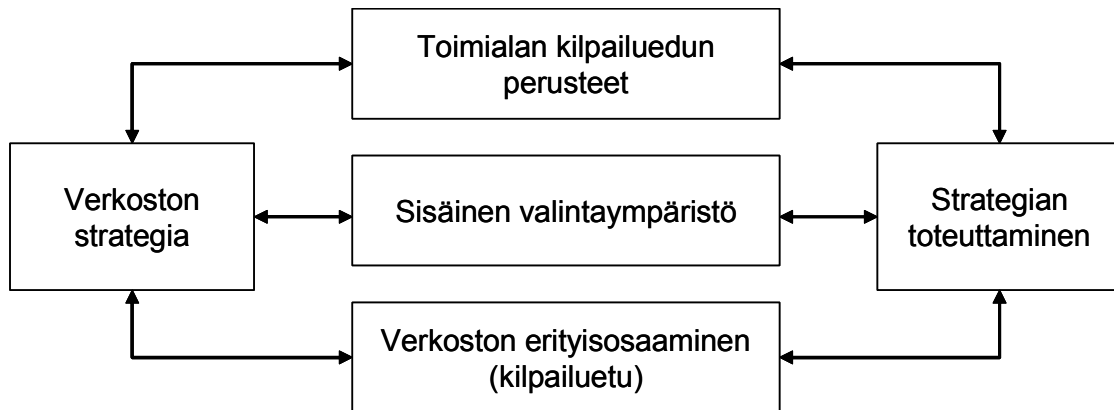 Toimialan kilpailuedun
perusteet
Verkoston
strategia
Sisäinen valintaympäristö
Strategian
toteuttaminen
Verkoston erityisosaaminen
(kilpailuetu)